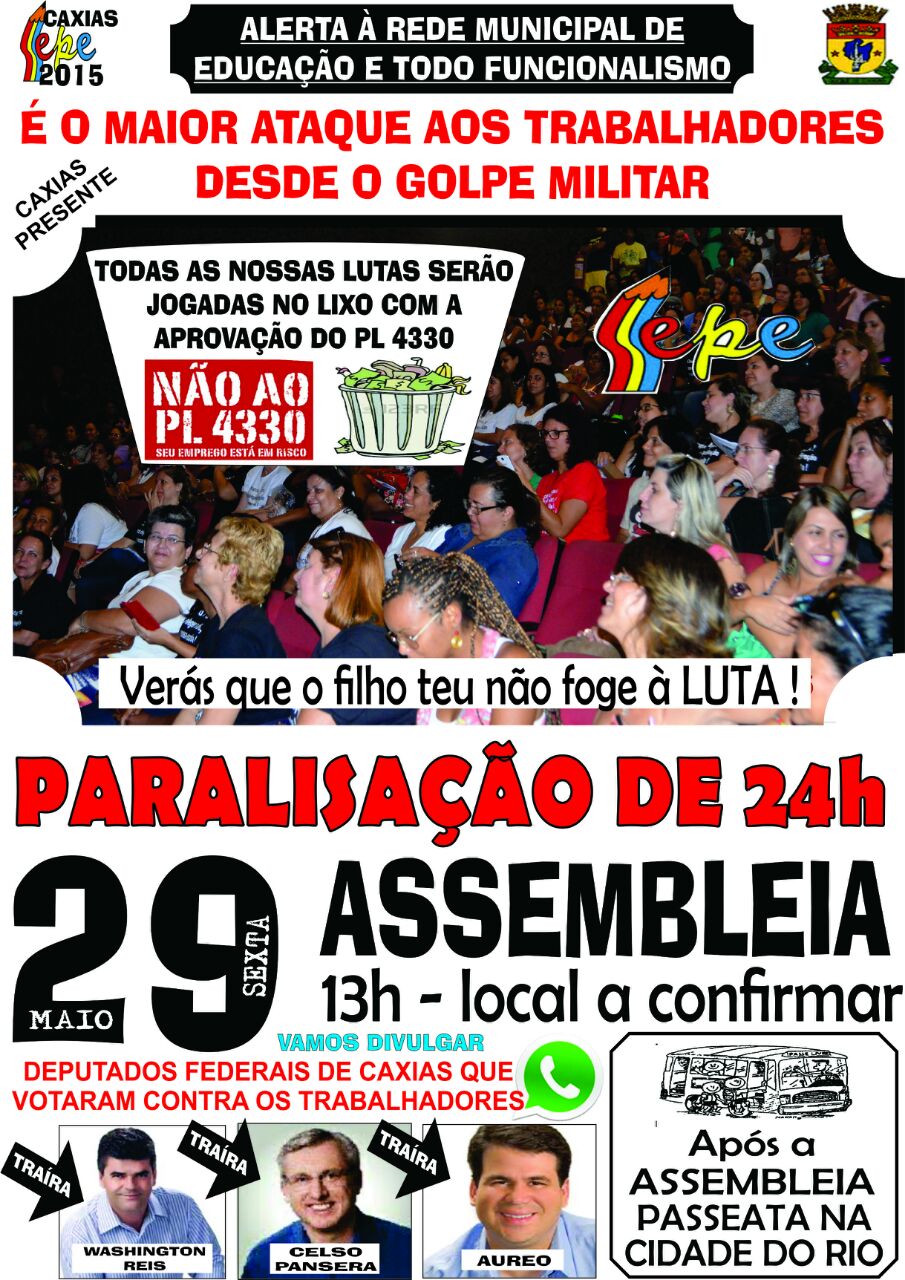 CAXIAS
Sepe
2015
ALERTA À REDE MUNICIPAL DE
EDUCAÇÃO E TODO FUNCIONALISMO
É O MAIOR ATAQUE AOS TRABALHADORES
DESDE O GOLPE MILITAR
CAXIAS
PRESENTE
TODAS AS NOSSAS LUTAS SERÃO
JOGADAS NO LIXO COM A
APROVAÇÃO DO PL 4330
NÃO AO
PL 4330
SEU EMPREGO ESTÁ EM RISCO
Sepe
Verás que o filho teu não foge à LUTA !
PARALISAÇÃO DE 24h
29
MAIO
SEXTA
ASSEMBLEIA
13h - local a confirmar
VAMOS DIVULGAR
DEPUTADOS FEDERAIS DE CAXIAS QUE
VOTARAM CONTRA OS TRABALHADORES
TRAÍRA
WASHINGTON
REIS
TRAÍRA
CELSO
PANSERA
TRAÍRA
AUREO
Após a
ASSEMBLEIA
PASSEATA NA
CIDADE DO RIO